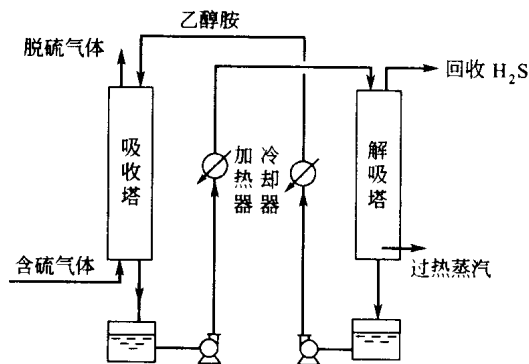 乙醇胺
脱硫气体
回收 H₂S
吸收塔
加热器
冷却器
解吸塔
含硫气体
过热蒸汽